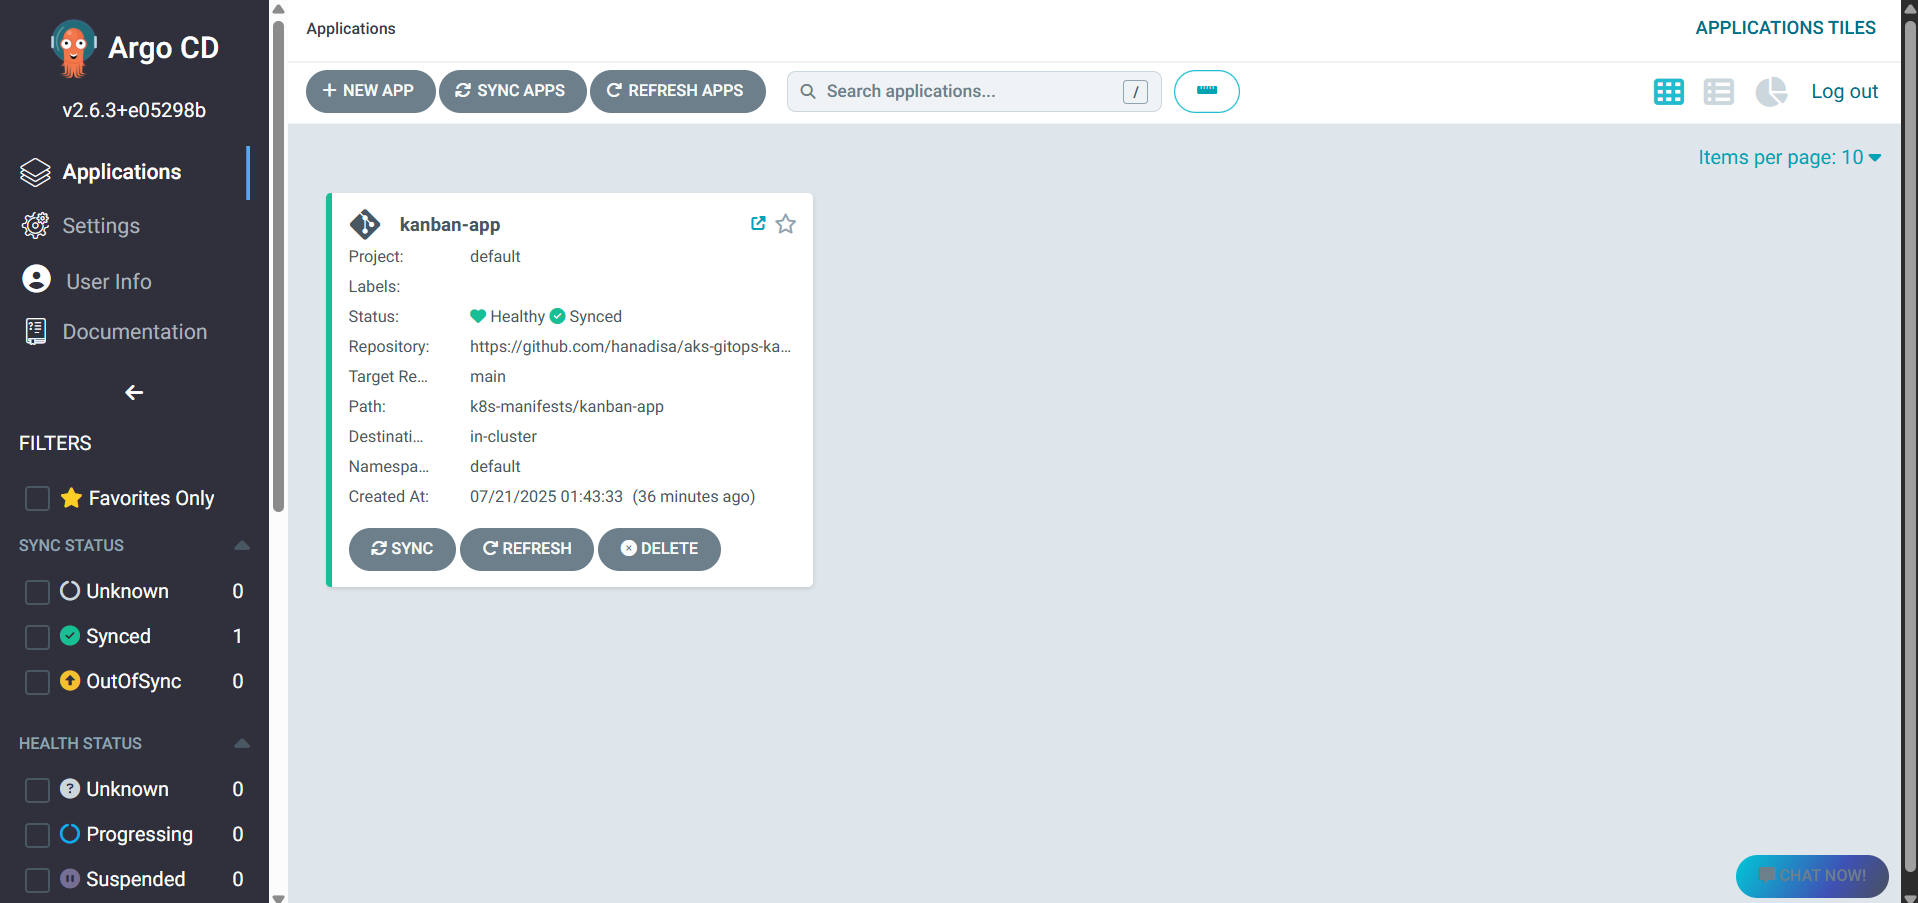 Argo CD
v2.6.3+e05298b
Applications
Settings
User Info
Documentation
FILTERS
Favorites Only
SYNC STATUS
Unknown 0
Synced 1
OutOfSync 0
HEALTH STATUS
Unknown 0
Progressing 0
Suspended 0
Applications
APPLICATIONS TILES
+ NEW APP
SYNC APPS
REFRESH APPS
Search applications...
/
Log out
Items per page: 10
kanban-app
Project: default
Labels:
Status: Healthy Synced
Repository: https://github.com/hanadisa/aks-gitops-ka...
Target Re... main
Path: k8s-manifests/kanban-app
Destinati... in-cluster
Namespa... default
Created At: 07/21/2025 01:43:33 (36 minutes ago)
SYNC
REFRESH
DELETE
CHAT NOW!